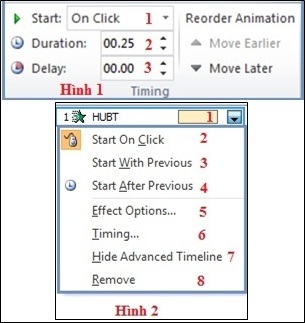 Start: On Click 1 Reorder Animation
Duration: 00.25 2 Move Earlier
Delay: 00.00 3 Move Later
Hình 1 Timing
1 HUBT 1
Start On Click 2
Start With Previous 3
Start After Previous 4
Effect Options... 5
Timing... 6
Hide Advanced Timeline 7
Remove 8
Hình 2